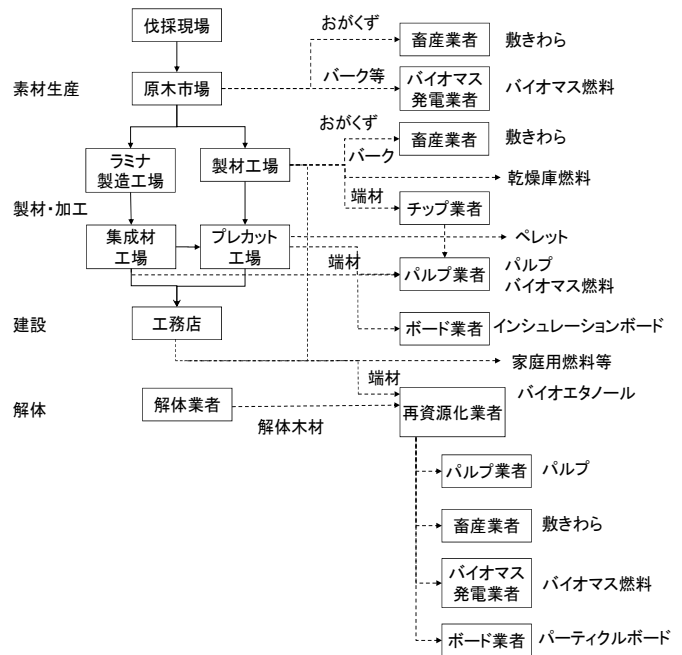 伐採現場
おがくず
畜産業者
敷きわら
素材生産
原木市場
バーク等
バイオマス
発電業者
バイオマス燃料
おがくず
畜産業者
敷きわら
ラミナ
製造工場
製材工場
バーク
乾燥庫燃料
端材
チップ業者
製材・加工
集成材
工場
プレカット
工場
ペレット
端材
パルプ業者
パルプ
バイオマス燃料
建設
工務店
ボード業者
インシュレーションボード
家庭用燃料等
端材
バイオエタノール
解体
解体業者
再資源化業者
解体木材
パルプ業者
パルプ
畜産業者
敷きわら
バイオマス
発電業者
バイオマス燃料
ボード業者
パーティクルボード